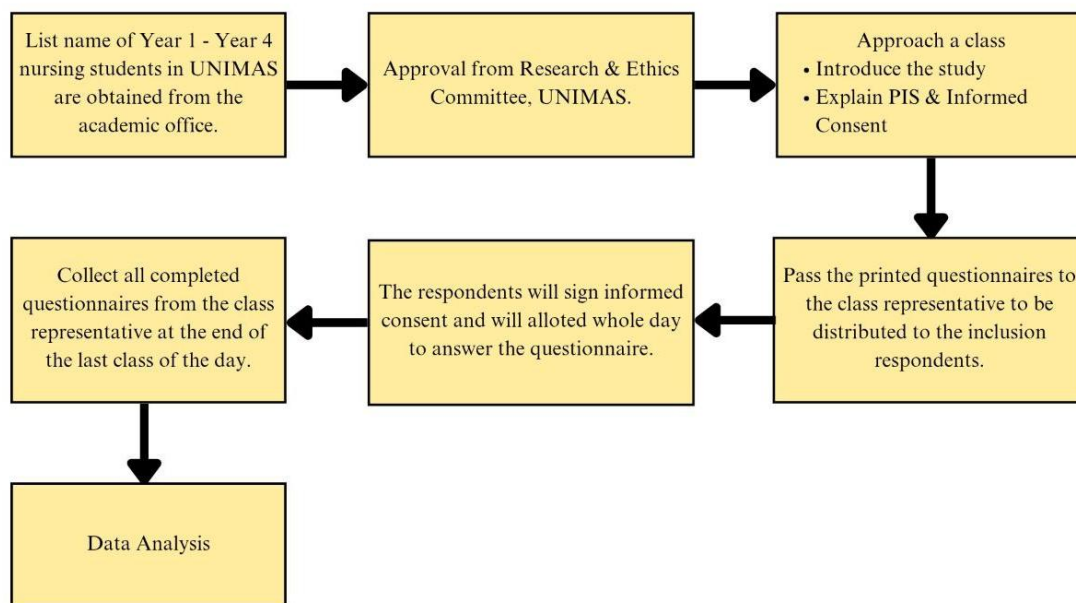 List name of Year 1 - Year 4
nursing students in UNIMAS
are obtained from the
academic office.
Approval from Research & Ethics
Committee, UNIMAS.
Approach a class
• Introduce the study
• Explain PIS & Informed
Consent
Pass the printed questionnaires to
the class representative to be
distributed to the inclusion
respondents.
The respondents will sign informed
consent and will alloted whole day
to answer the questionnaire.
Collect all completed
questionnaires from the class
representative at the end of
the last class of the day.
Data Analysis